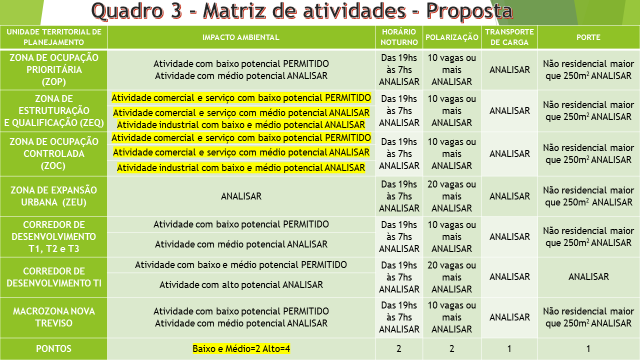 Quadro 3 - Matriz de atividades - Proposta
UNIDADE TERRITORIAL DE PLANEJAMENTO | IMPACTO AMBIENTAL | HORÁRIO NOTURNO | POLARIZAÇÃO | TRANSPORTE DE CARGA | PORTE
ZONA DE OCUPAÇÃO PRIORITÁRIA (ZOP)
Atividade com baixo potencial PERMITIDO
Atividade com médio potencial ANALISAR
Das 19hs às 7hs ANALISAR
10 vagas ou mais ANALISAR
ANALISAR
Não residencial maior que 250m² ANALISAR
ZONA DE ESTRUTURAÇÃO E QUALIFICAÇÃO (ZEQ)
Atividade comercial e serviço com baixo potencial PERMITIDO
Atividade comercial e serviço com médio potencial ANALISAR
Atividade industrial com baixo e médio potencial ANALISAR
Das 19hs às 7hs ANALISAR
10 vagas ou mais ANALISAR
ANALISAR
Não residencial maior que 250m² ANALISAR
ZONA DE OCUPAÇÃO CONTROLADA (ZOC)
Atividade comercial e serviço com baixo potencial PERMITIDO
Atividade comercial e serviço com médio potencial ANALISAR
Atividade industrial com baixo e médio potencial ANALISAR
Das 19hs às 7hs ANALISAR
10 vagas ou mais ANALISAR
ANALISAR
Não residencial maior que 250m² ANALISAR
ZONA DE EXPANSÃO URBANA (ZEU)
ANALISAR
Das 19hs às 7hs ANALISAR
20 vagas ou mais ANALISAR
ANALISAR
Não residencial maior que 250m² ANALISAR
CORREDOR DE DESENVOLVIMENTO T1, T2 e T3
Atividade com baixo potencial PERMITIDO
Atividade com médio potencial ANALISAR
Das 19hs às 7hs ANALISAR
10 vagas ou mais ANALISAR
ANALISAR
Não residencial maior que 250m² ANALISAR
CORREDOR DE DESENVOLVIMENTO TI
Atividade com baixo e médio potencial PERMITIDO
Atividade com alto potencial ANALISAR
Das 19hs às 7hs ANALISAR
20 vagas ou mais ANALISAR
ANALISAR
ANALISAR
MACROZONA NOVA TREVISO
Atividade com baixo potencial PERMITIDO
Atividade com médio potencial ANALISAR
Das 19hs às 7hs ANALISAR
10 vagas ou mais ANALISAR
ANALISAR
Não residencial maior que 250m² ANALISAR
PONTOS | Baixo e Médio=2 Alto=4 | 2 | 2 | 1 | 1